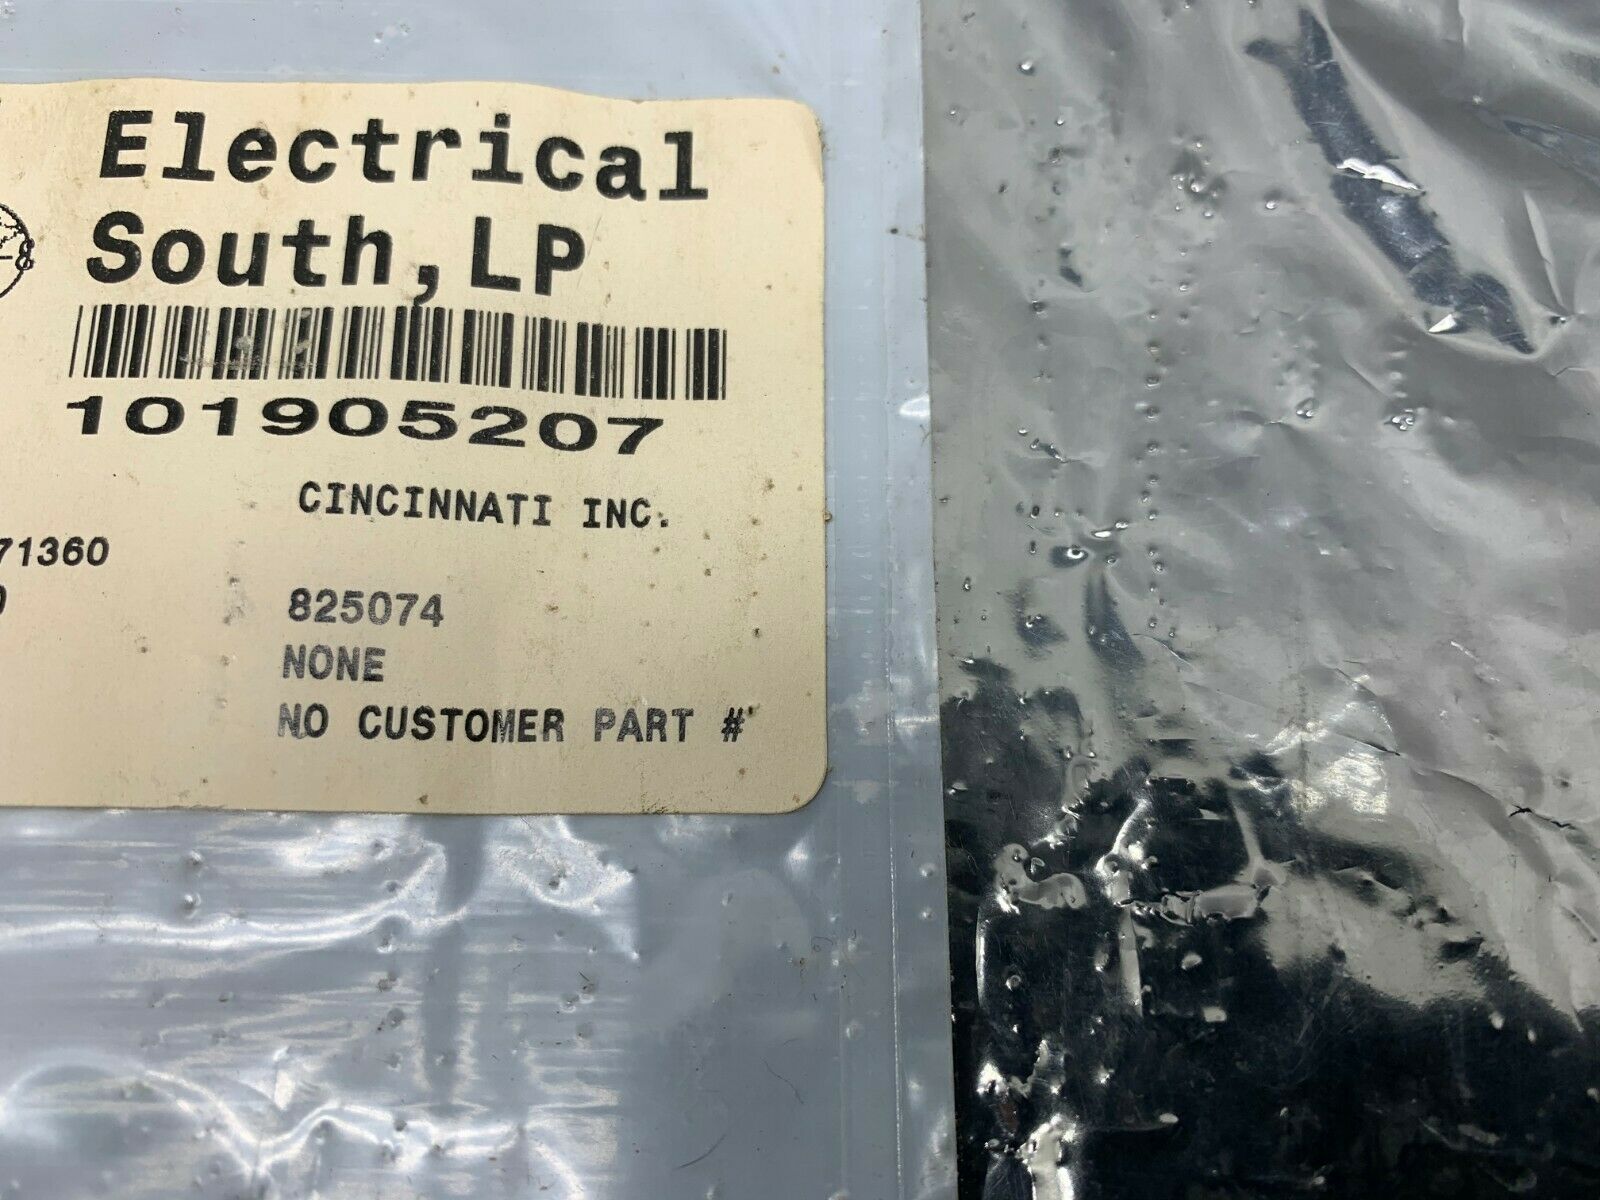 Electrical
South, LP
101905207
CINCINNATI INC.
71360
825074
NONE
NO CUSTOMER PART #